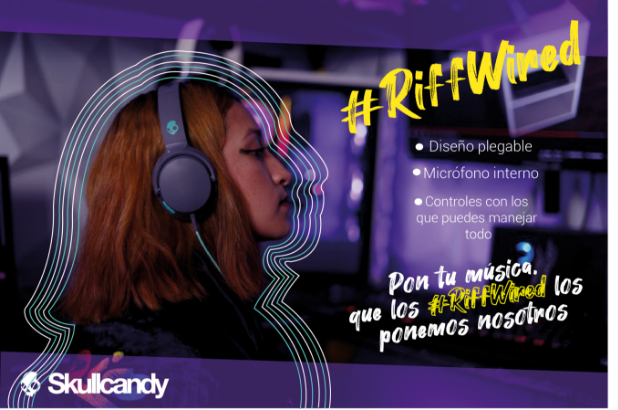 #RiffWired
• Diseño plegable
• Micrófono interno
• Controles con los
que puedes manejar
todo
Pon tu música,
que los #RiffWired los
ponemos nosotros
Skullcandy